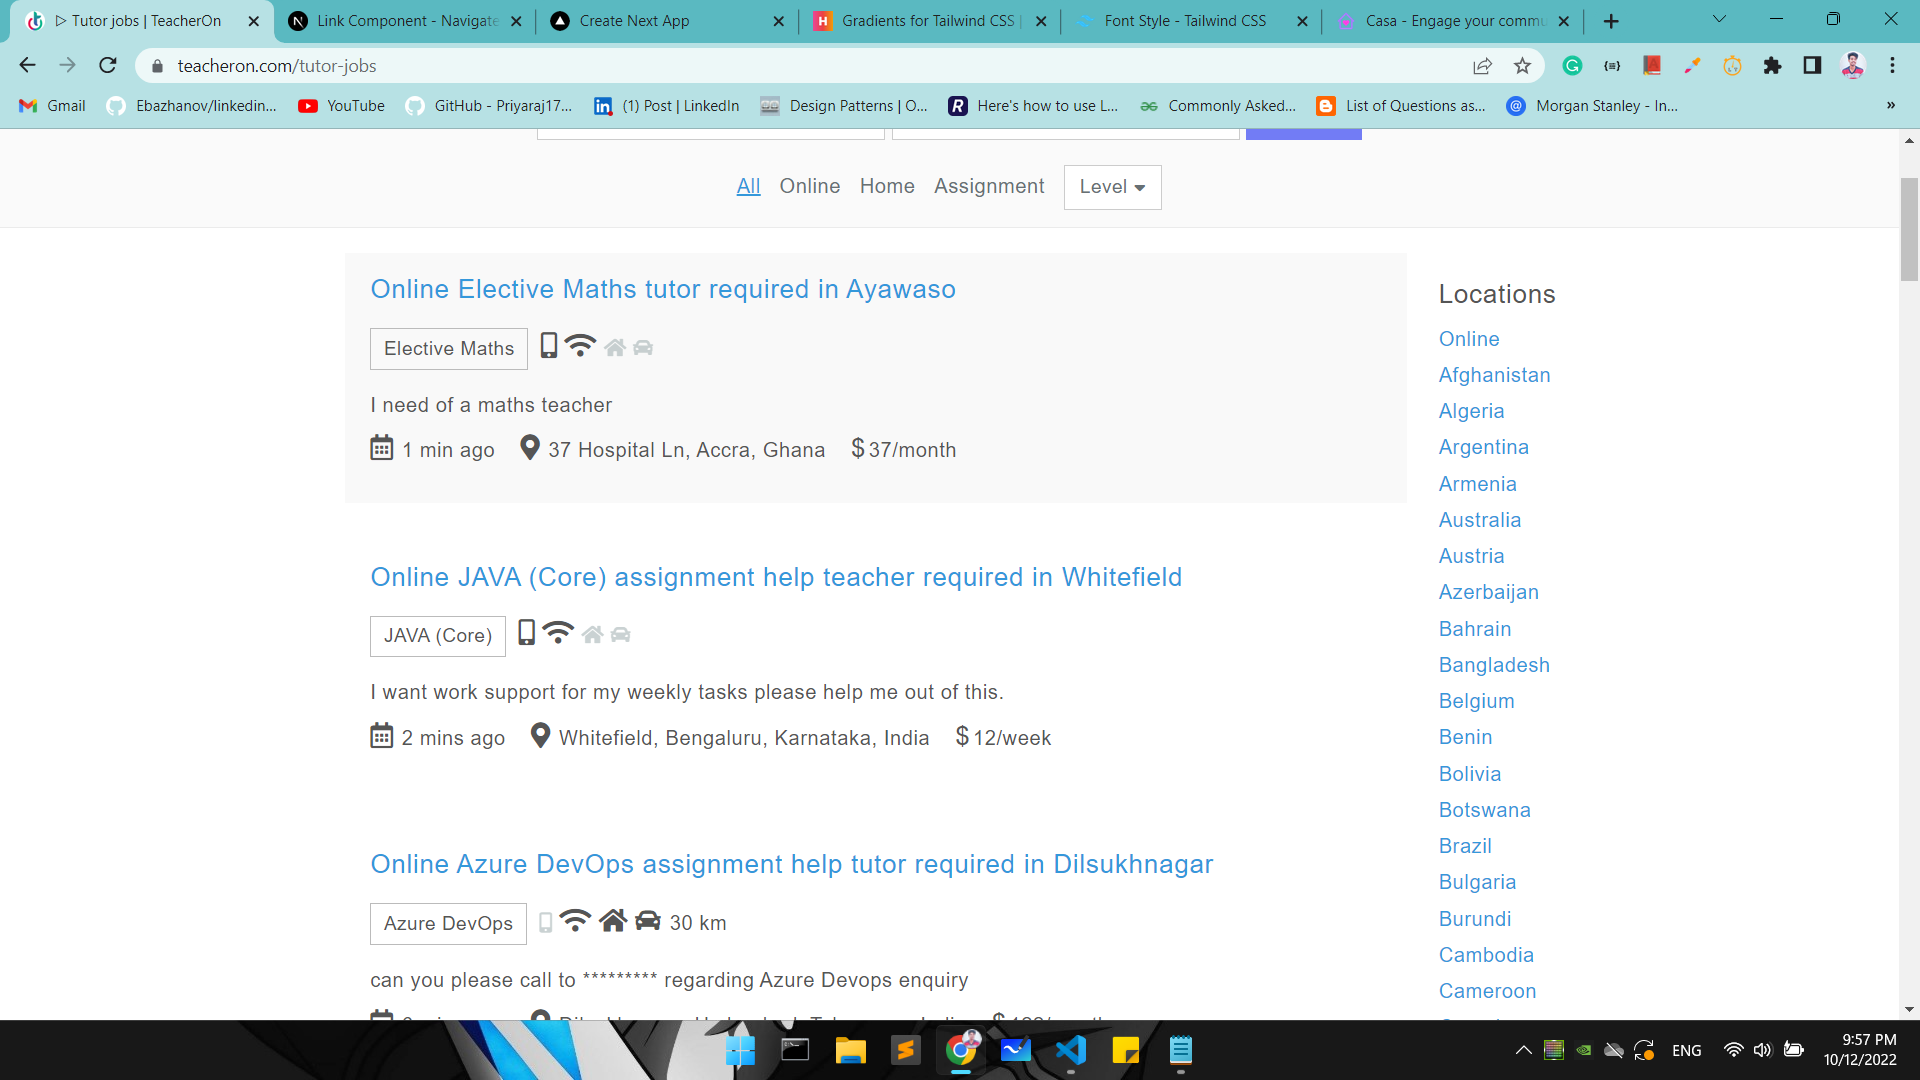 Tutor jobs | TeacherOn
Link Component - Navigate
Create Next App
Gradients for Tailwind CSS |
Font Style - Tailwind CSS
Casa - Engage your commu
teacheron.com/tutor-jobs
Gmail
Ebazhanov/linkedin...
YouTube
GitHub - Priyaraj17...
(1) Post | LinkedIn
Design Patterns | O...
Here's how to use L...
Commonly Asked...
List of Questions as...
Morgan Stanley - In...
»
All
Online
Home
Assignment
Level
Online Elective Maths tutor required in Ayawaso
Elective Maths
I need of a maths teacher
1 min ago 37 Hospital Ln, Accra, Ghana $ 37/month
Online JAVA (Core) assignment help teacher required in Whitefield
JAVA (Core)
I want work support for my weekly tasks please help me out of this.
2 mins ago Whitefield, Bengaluru, Karnataka, India $ 12/week
Online Azure DevOps assignment help tutor required in Dilsukhnagar
Azure DevOps 30 km
can you please call to ********* regarding Azure Devops enquiry
Locations
Online
Afghanistan
Algeria
Argentina
Armenia
Australia
Austria
Azerbaijan
Bahrain
Bangladesh
Belgium
Benin
Bolivia
Botswana
Brazil
Bulgaria
Burundi
Cambodia
Cameroon
ENG
9:57 PM
10/12/2022